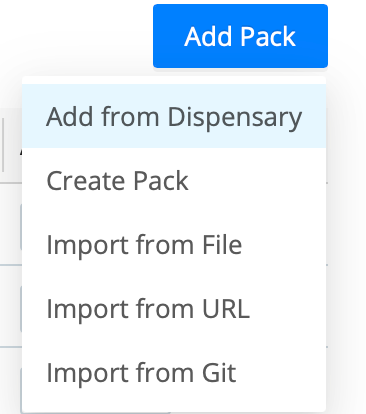 Add Pack
Add from Dispensary
Create Pack
Import from File
Import from URL
Import from Git